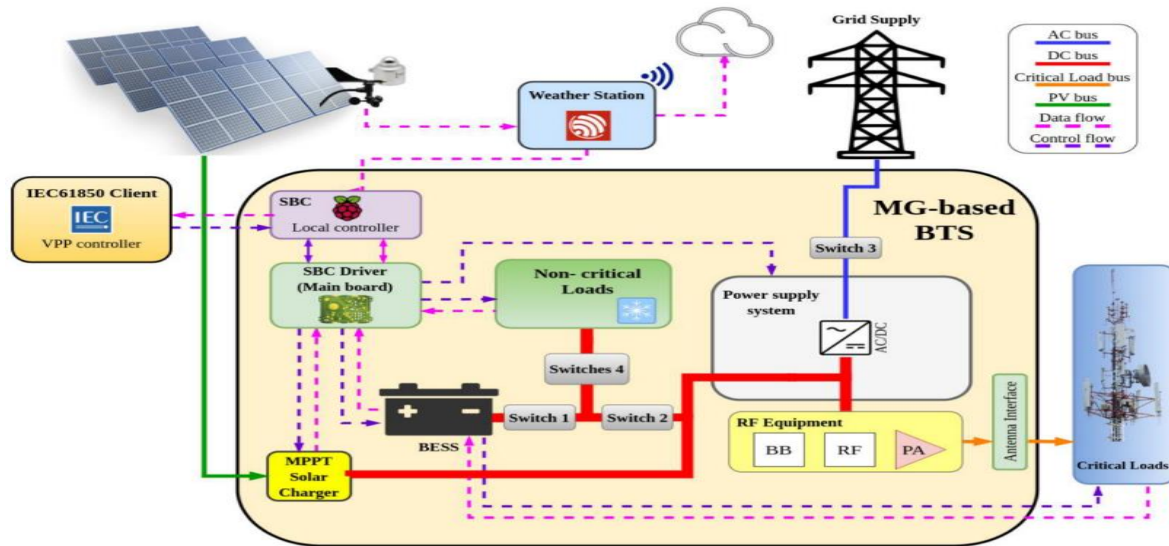 Grid Supply
AC bus
DC bus
Critical Load bus
PV bus
Data flow
Control flow
Weather Station
IEC61850 Client
IEC
VPP controller
SBC
Local controller
MG-based
BTS
Switch 3
SBC Driver
(Main board)
Non- critical
Loads
Power supply
system
AC/DC
Switches 4
Switch 1
Switch 2
BESS
RF Equipment
BB
RF
PA
Antenna Interface
Critical Loads
MPPT
Solar
Charger